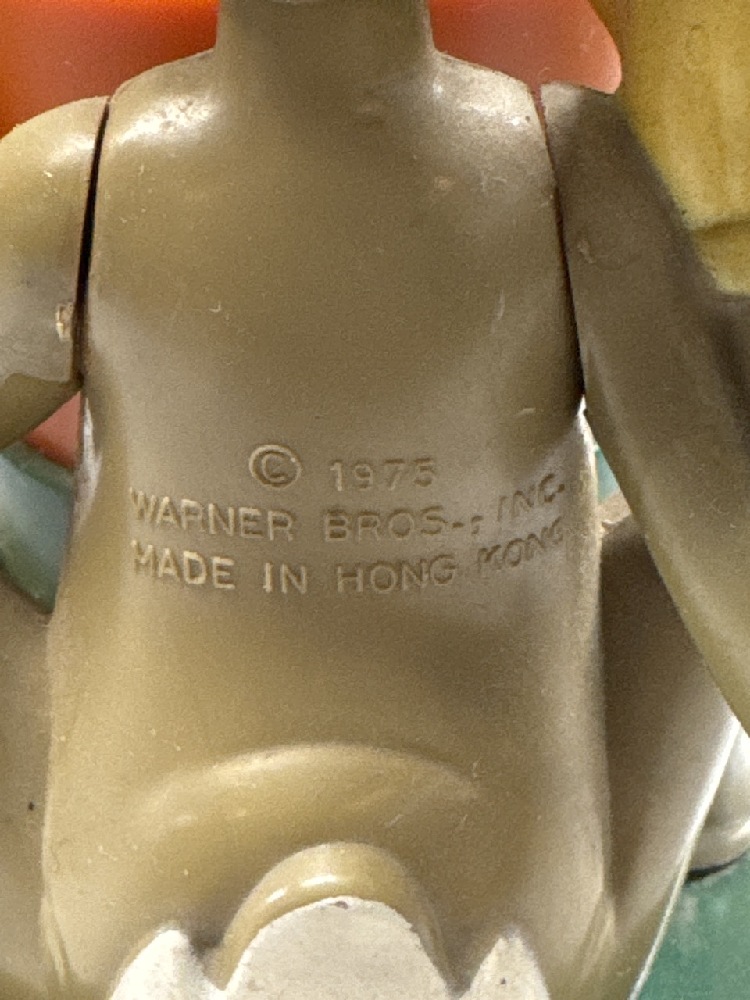 © 1975
WARNER BROS., INC.
MADE IN HONG KONG